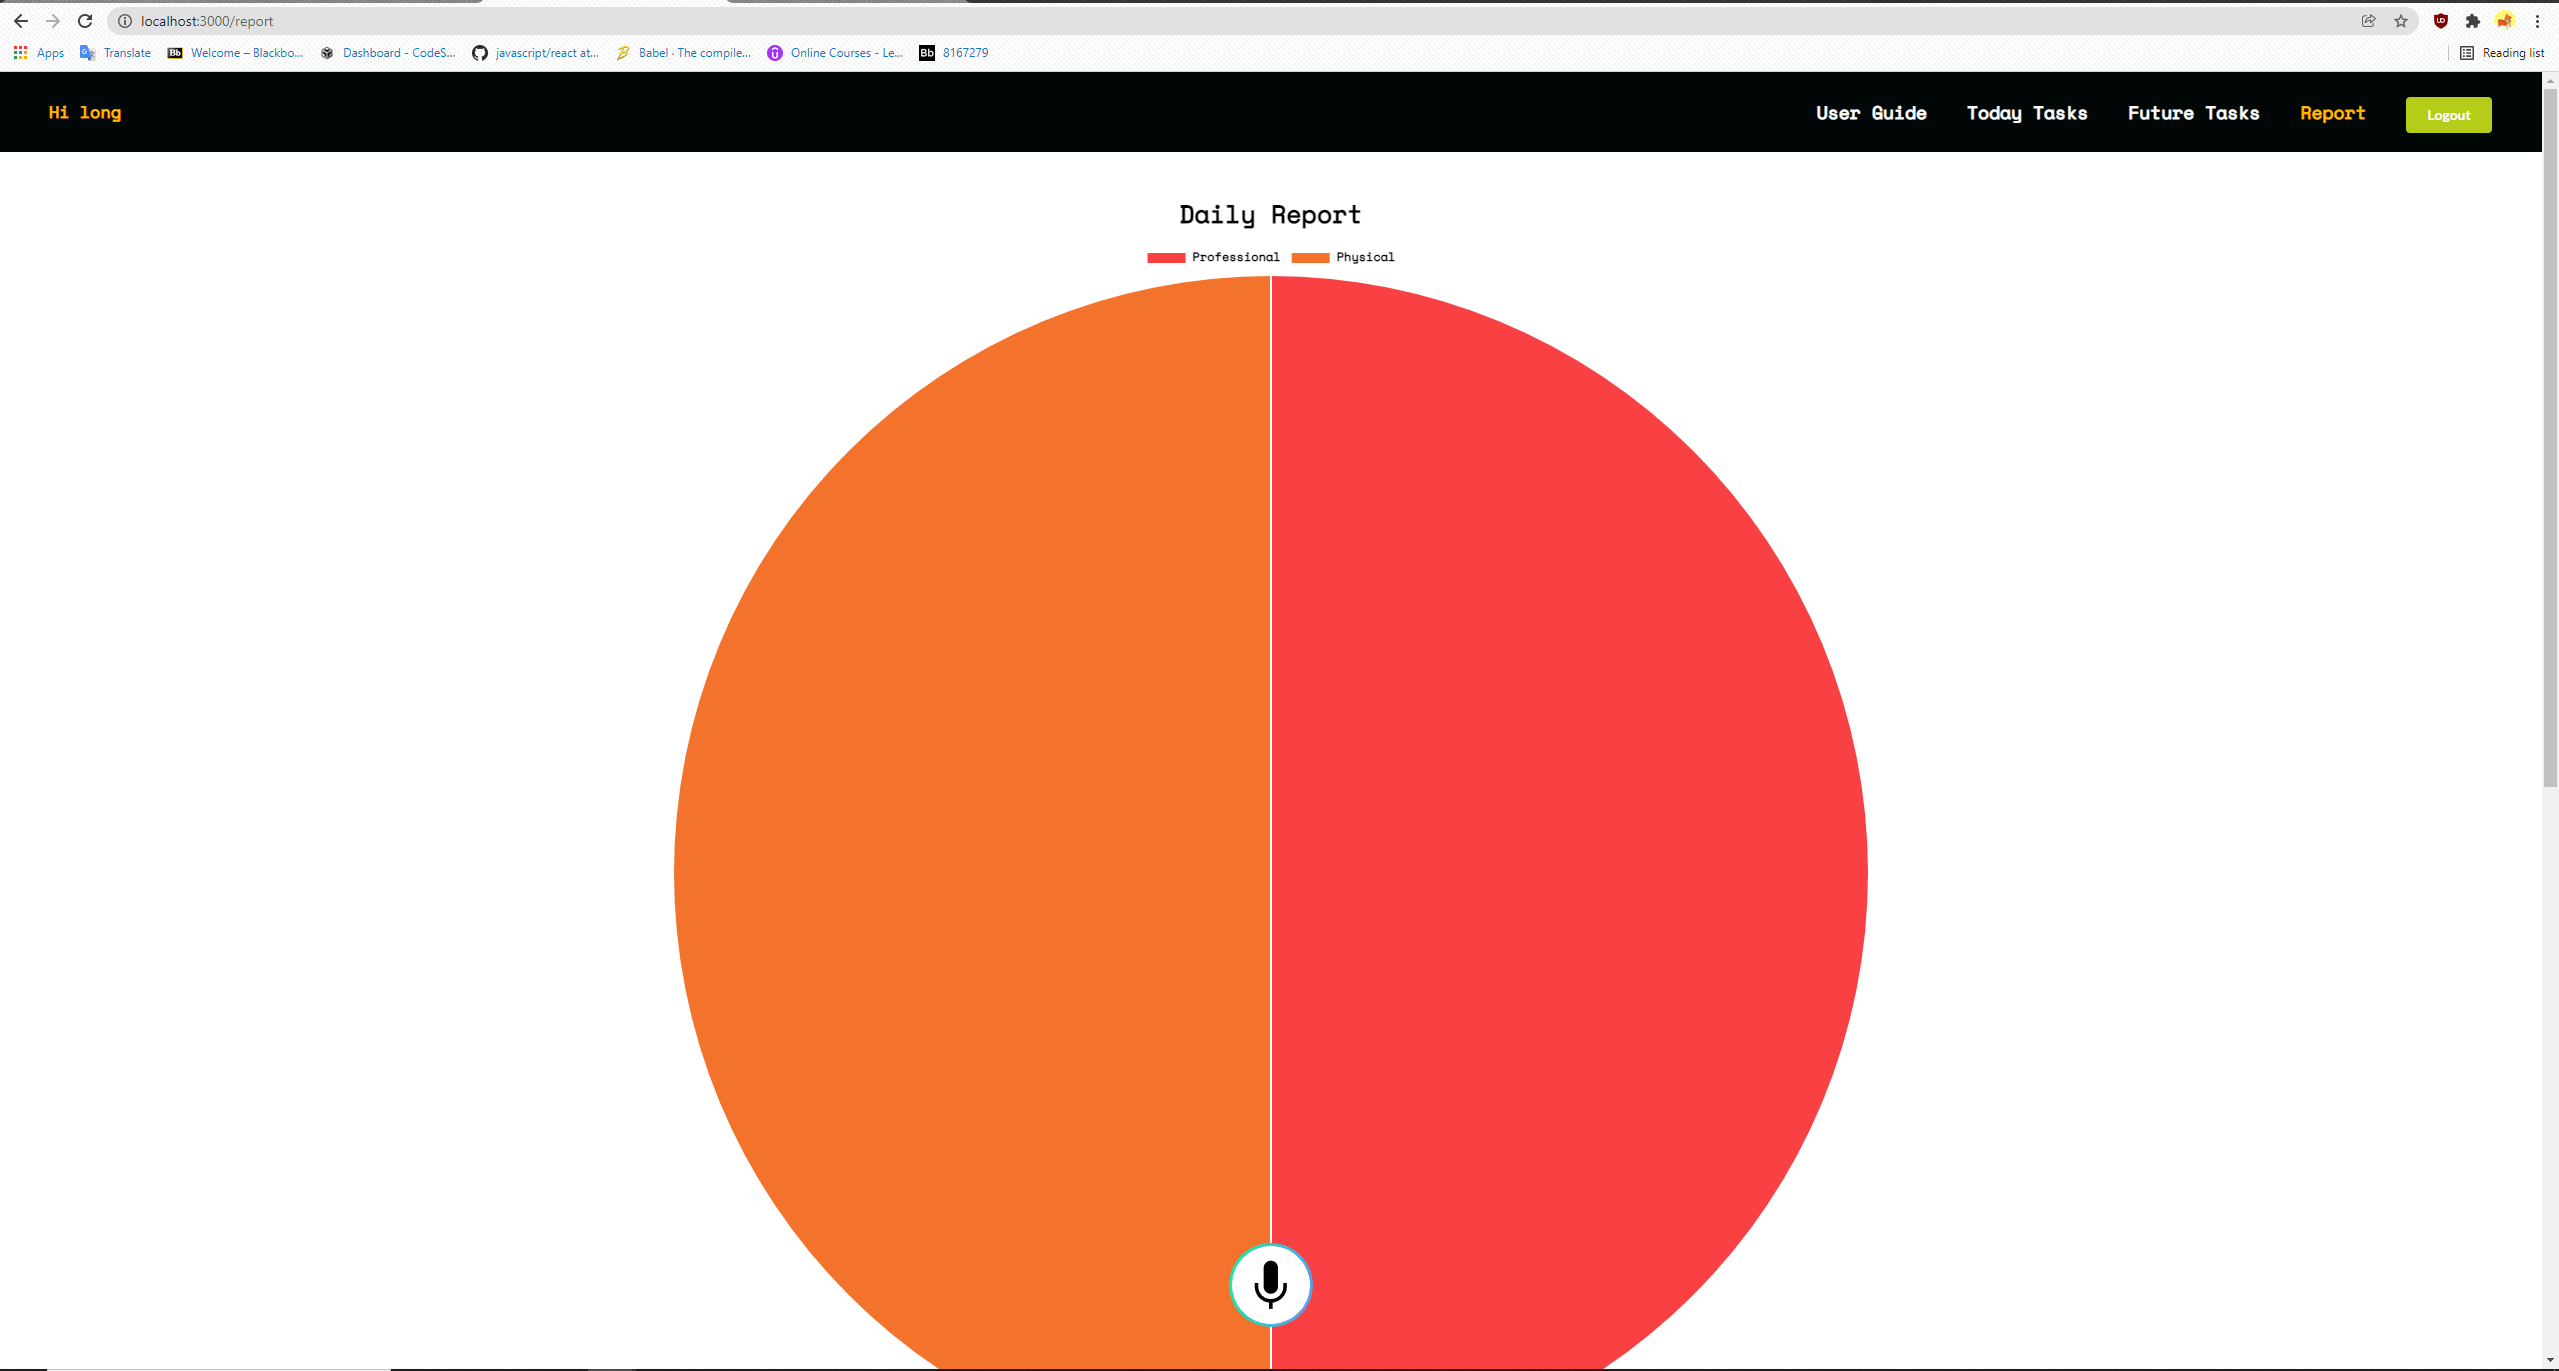 localhost:3000/report
Apps Translate Welcome – Blackbo... Dashboard - CodeS... javascript/react at... Babel · The compile... Online Courses - Le... Bb 8167279 Reading list
Hi long User Guide Today Tasks Future Tasks Report Logout
Daily Report
Professional Physical